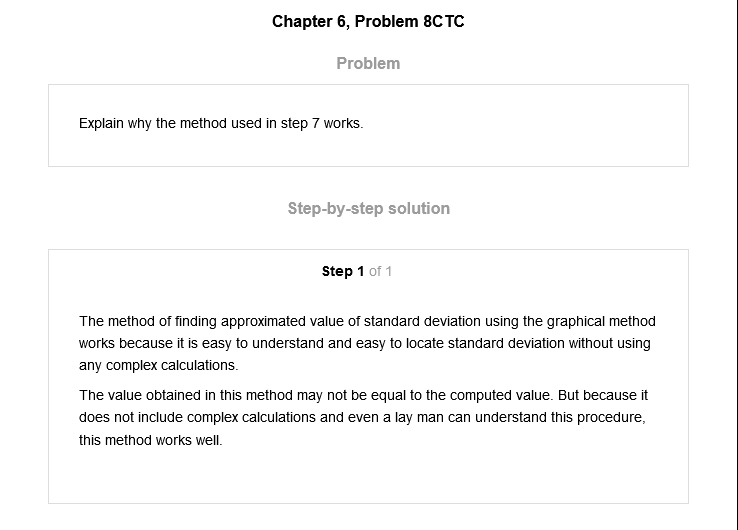 Chapter 6, Problem 8CTC
Problem
Explain why the method used in step 7 works.
Step-by-step solution
Step 1 of 1
The method of finding approximated value of standard deviation using the graphical method
works because it is easy to understand and easy to locate standard deviation without using
any complex calculations.
The value obtained in this method may not be equal to the computed value. But because it
does not include complex calculations and even a lay man can understand this procedure,
this method works well.